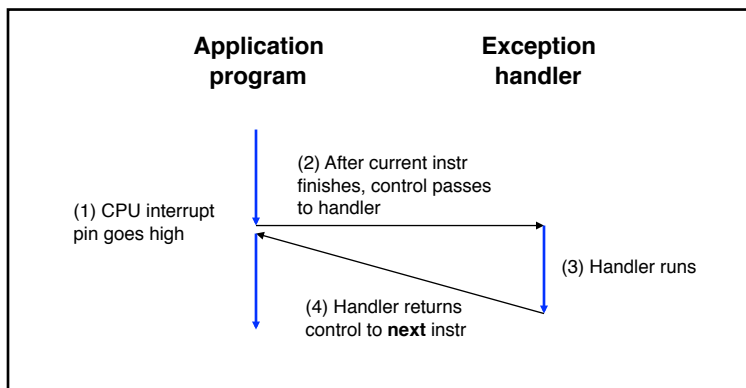 Application
program
Exception
handler
(1) CPU interrupt
pin goes high
(2) After current instr
finishes, control passes
to handler
(3) Handler runs
(4) Handler returns
control to next instr